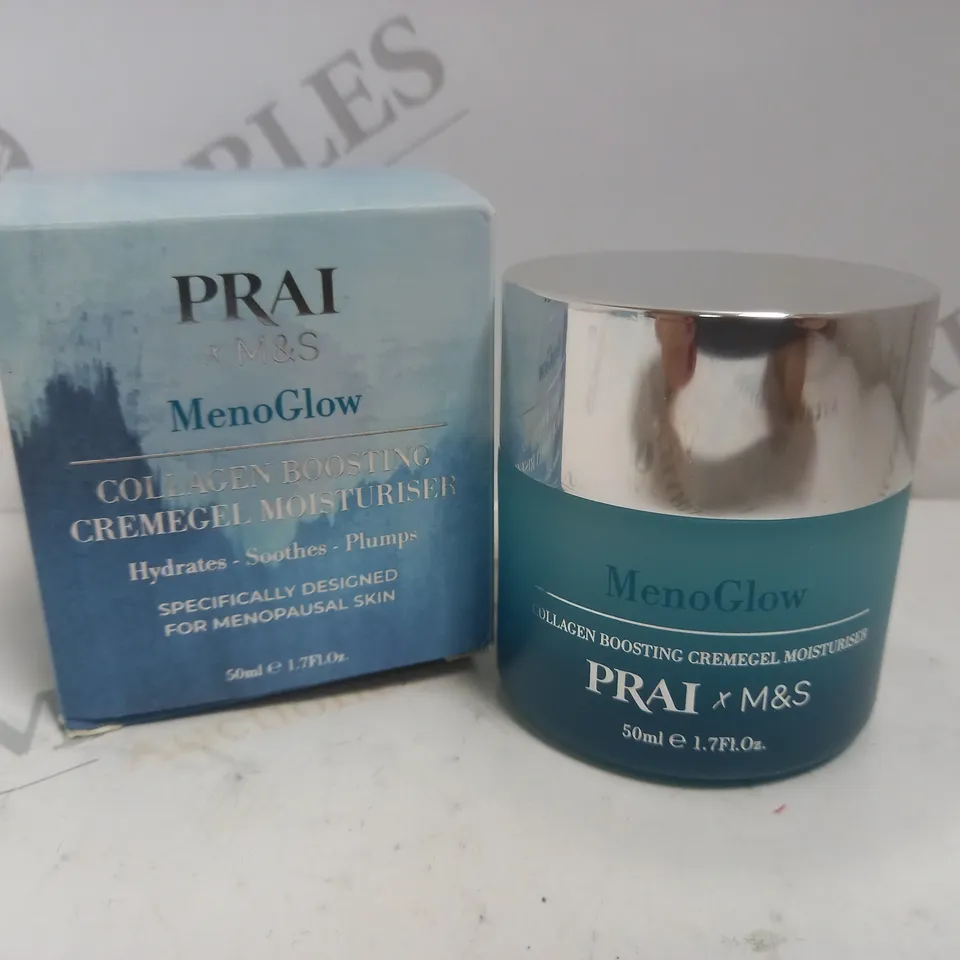 PRAI
x M&S
MenoGlow
COLLAGEN BOOSTING
CREMEGEL MOISTURISER
Hydrates - Soothes - Plumps
SPECIFICALLY DESIGNED
FOR MENOPAUSAL SKIN
50ml ℮ 1.7Fl.Oz.
MenoGlow
COLLAGEN BOOSTING CREMEGEL MOISTURISER
PRAI x M&S
50ml ℮ 1.7Fl.Oz.